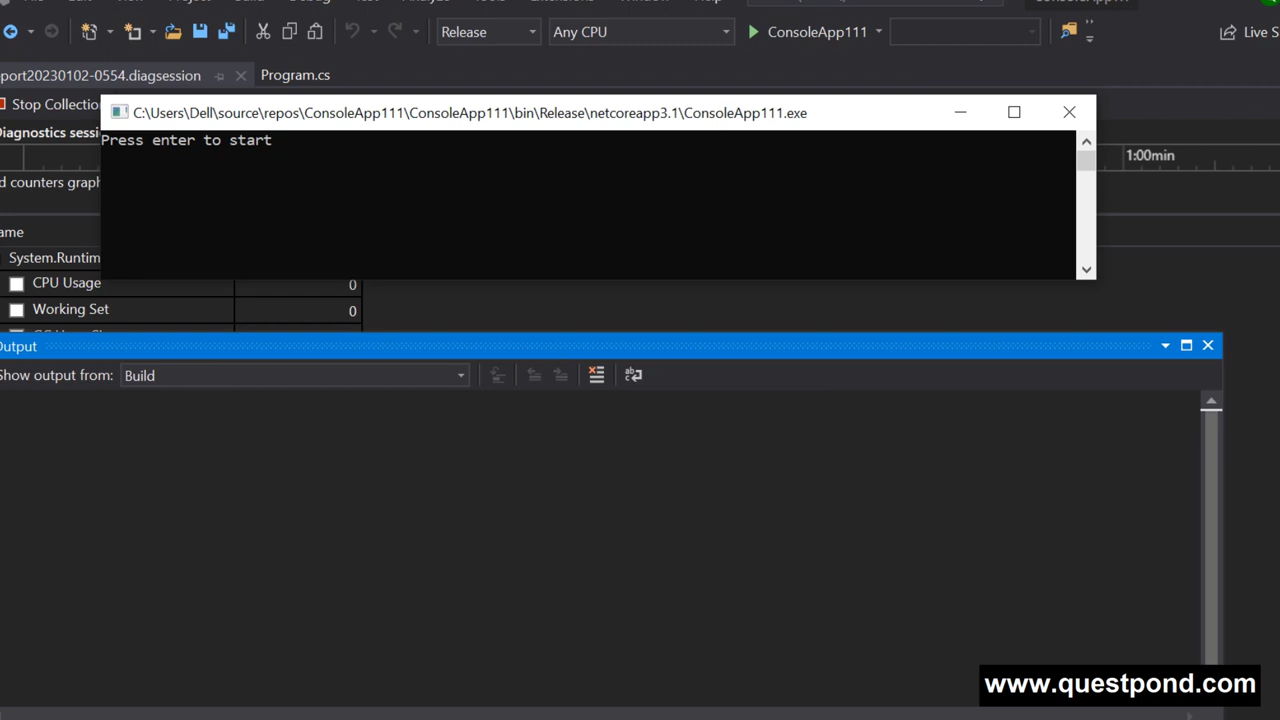 Release
Any CPU
ConsoleApp111
Live S
port20230102-0554.diagsession
Program.cs
Stop Collectio
C:\Users\Dell\source\repos\ConsoleApp111\ConsoleApp111\bin\Release\netcoreapp3.1\ConsoleApp111.exe
Diagnostics sessi
Press enter to start
1:00min
d counters graph
ame
System.Runtim
CPU Usage
0
Working Set
0
Output
Show output from:
Build
www.questpond.com